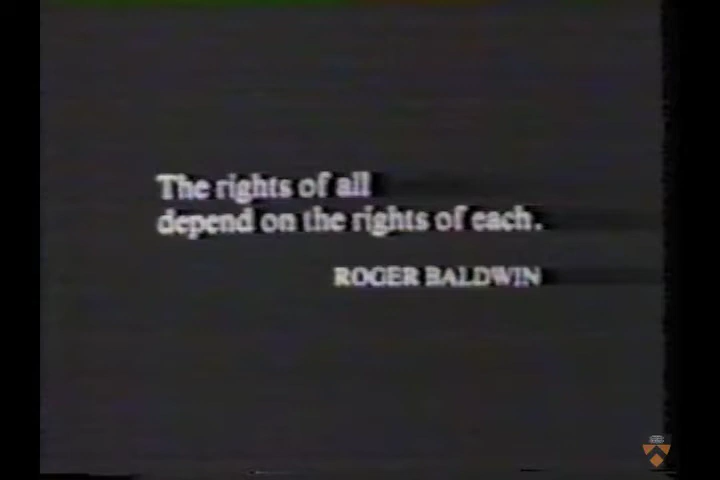 The rights of all
depend on the rights of each.
ROGER BALDWIN